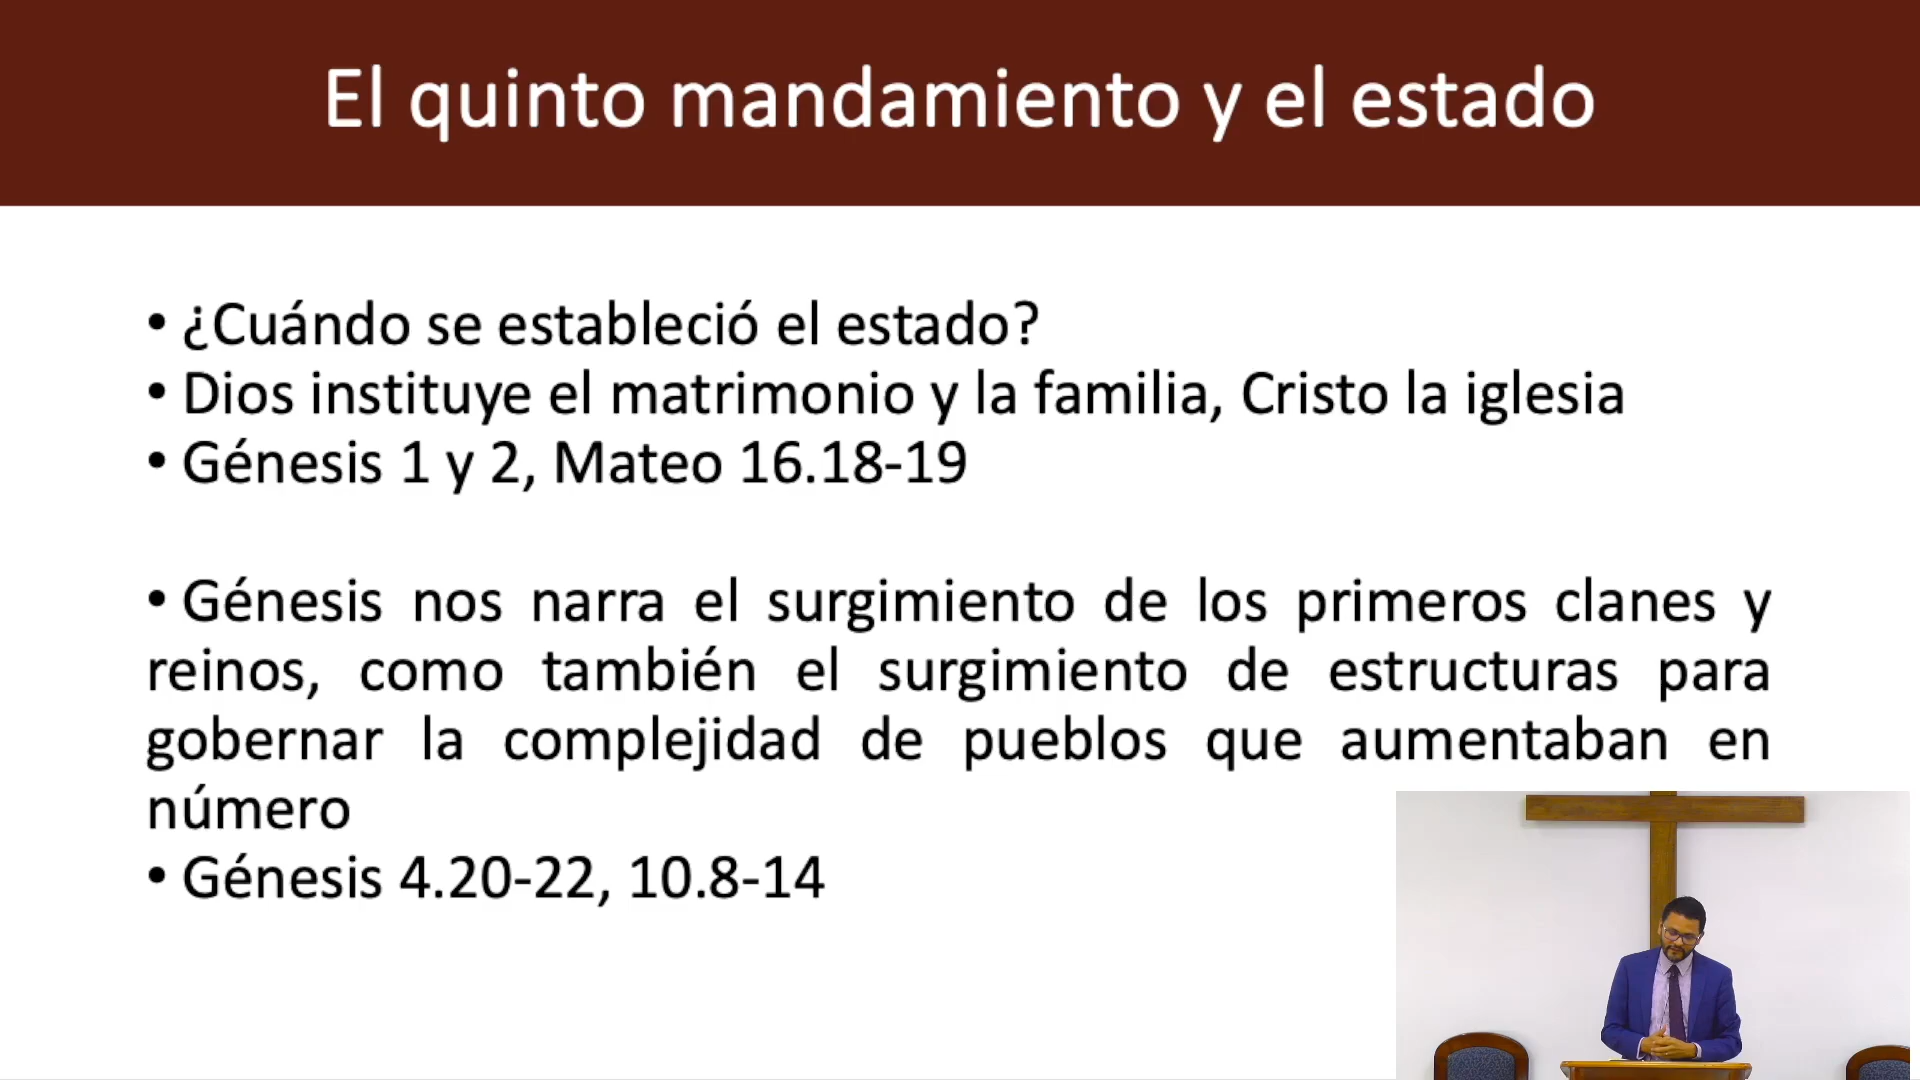 El quinto mandamiento y el estado
• ¿Cuándo se estableció el estado?
• Dios instituye el matrimonio y la familia, Cristo la iglesia
• Génesis 1 y 2, Mateo 16.18-19
• Génesis nos narra el surgimiento de los primeros clanes y
reinos, como también el surgimiento de estructuras para
gobernar la complejidad de pueblos que aumentaban en
número
• Génesis 4.20-22, 10.8-14